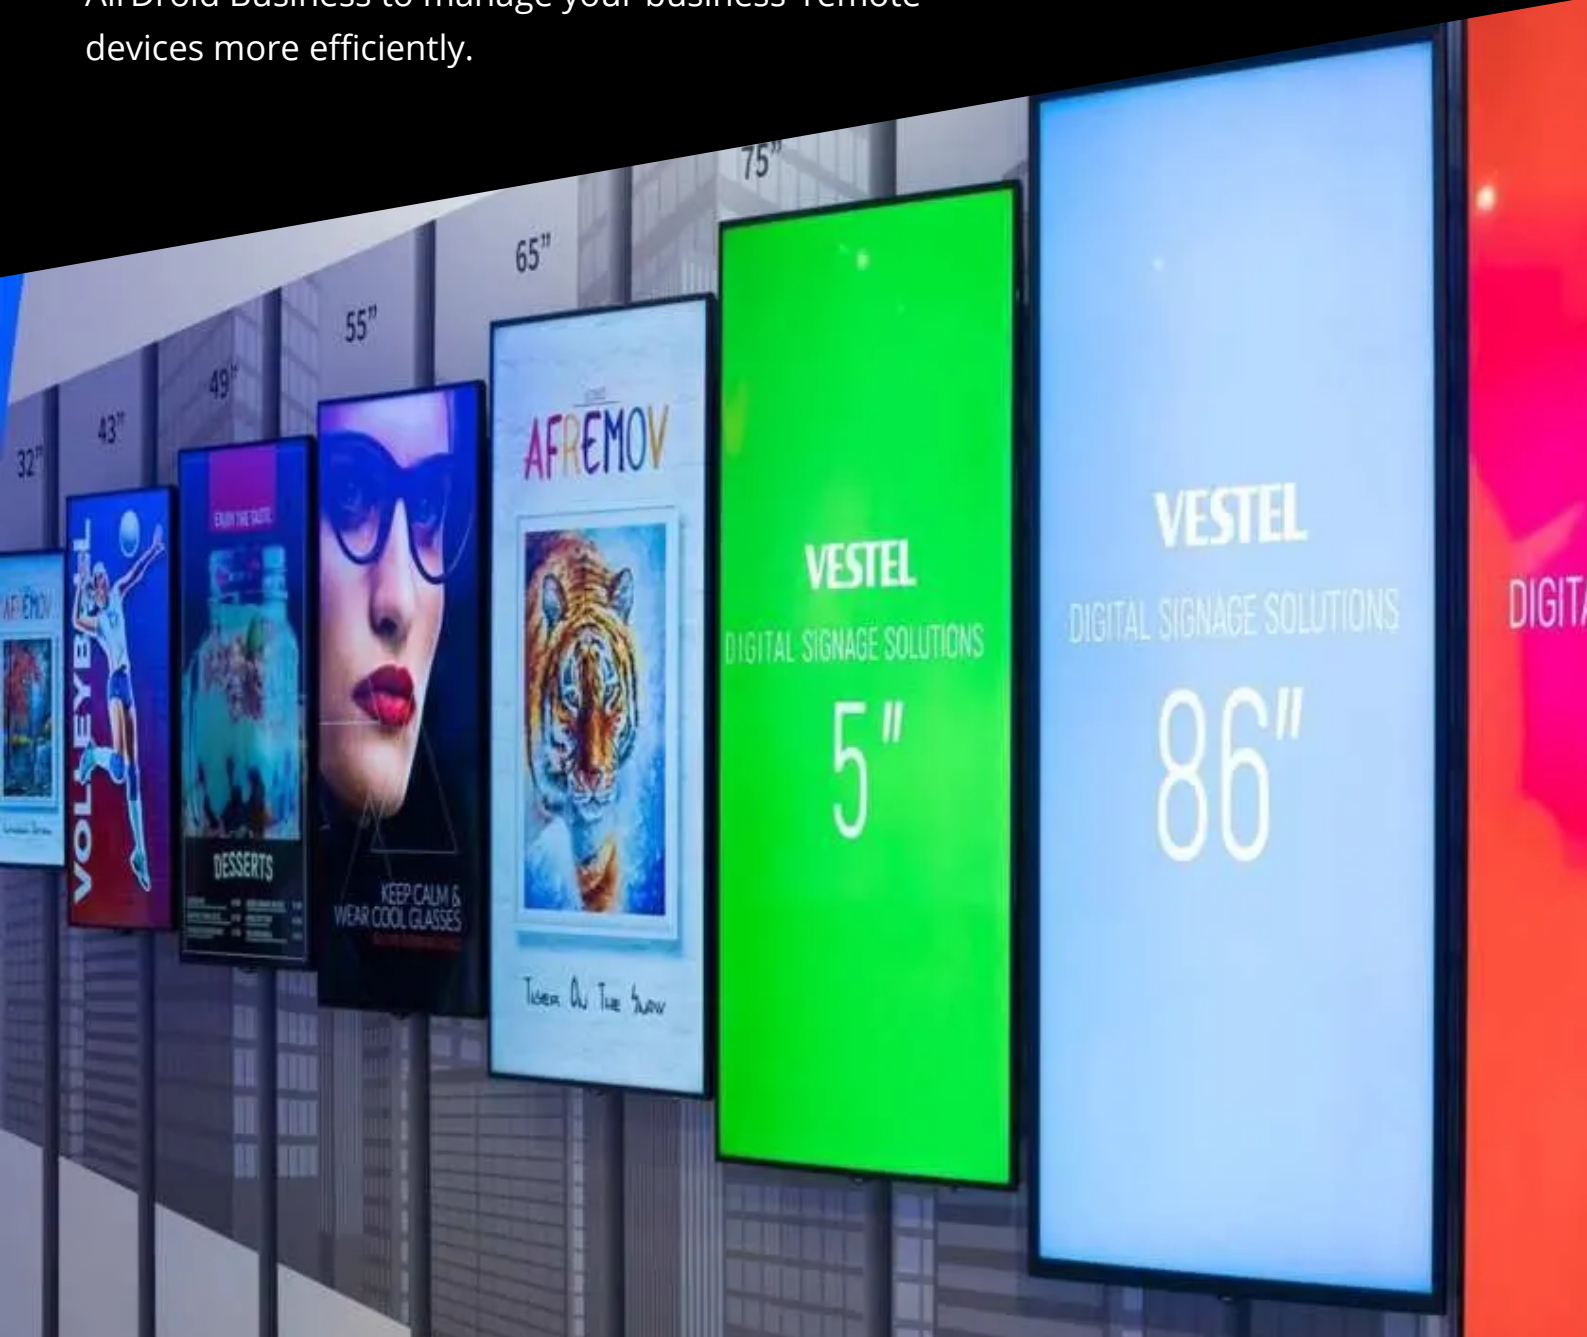 AirDroid Business to manage your business' remote
devices more efficiently.
32"
43"
49"
55"
65"
75"
AFREMOV
VOLLEYBALL
ENJOY THE TASTE
DESSERTS
KEEP CALM &
WEAR COOL GLASSES
AFREMOV
TIGER ON THE SNOW
VESTEL
DIGITAL SIGNAGE SOLUTIONS
5"
VESTEL
DIGITAL SIGNAGE SOLUTIONS
86"
DIGITA